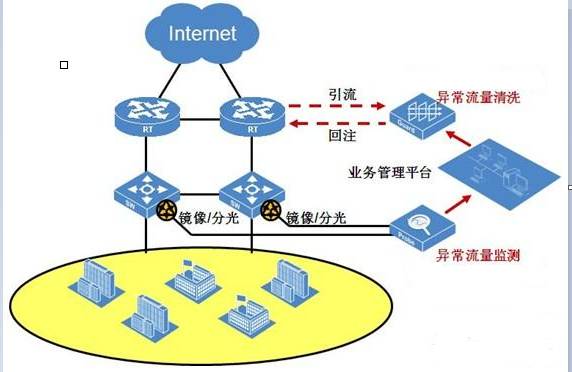 Internet
引流
异常流量清洗
RT
RT
Guard
回注
业务管理平台
SW
SW
镜像/分光
镜像/分光
Probe
异常流量监测